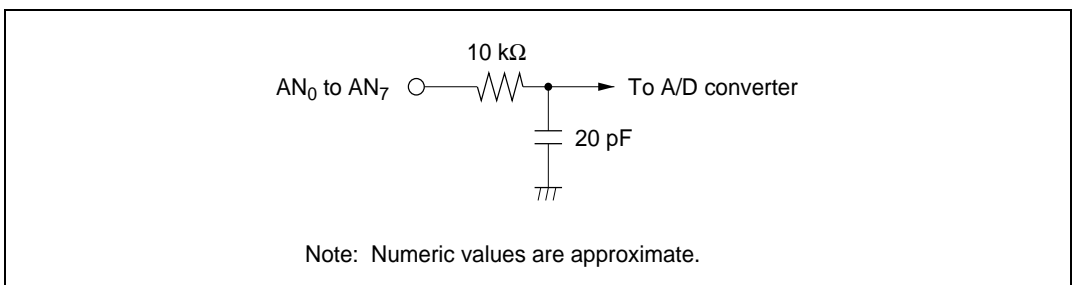 10 kΩ
AN0 to AN7 To A/D converter
20 pF
Note: Numeric values are approximate.